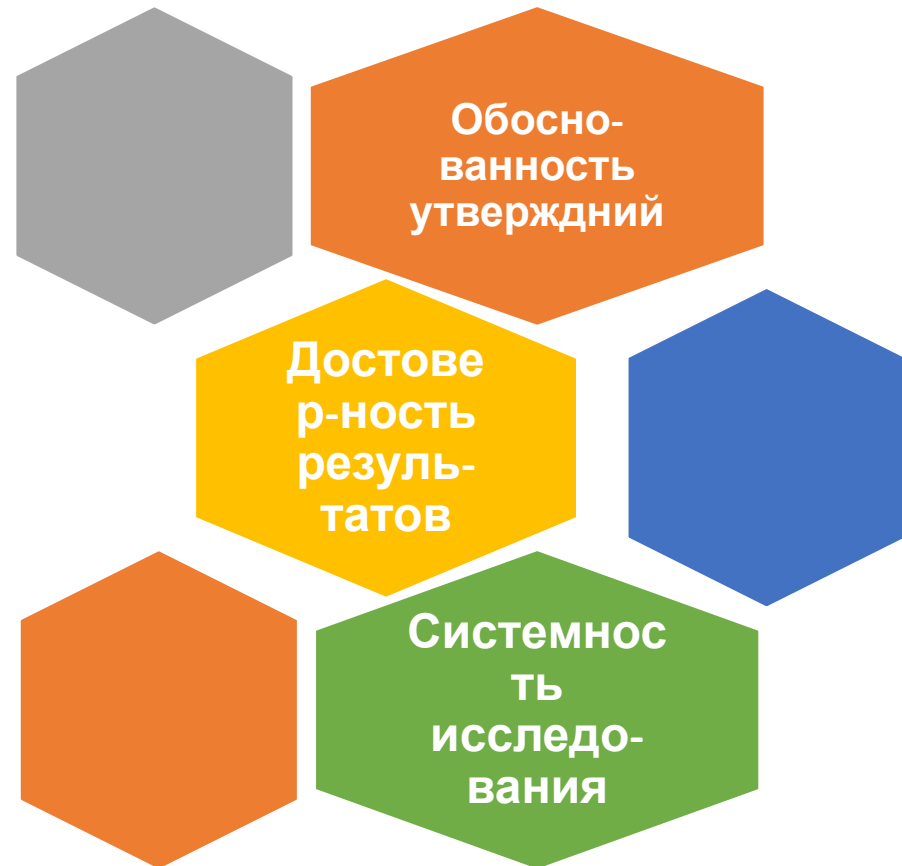 Обосно-
ванность
утверждний
Достове
р-ность
резуль-
татов
Системнос
ть
исследо-
вания